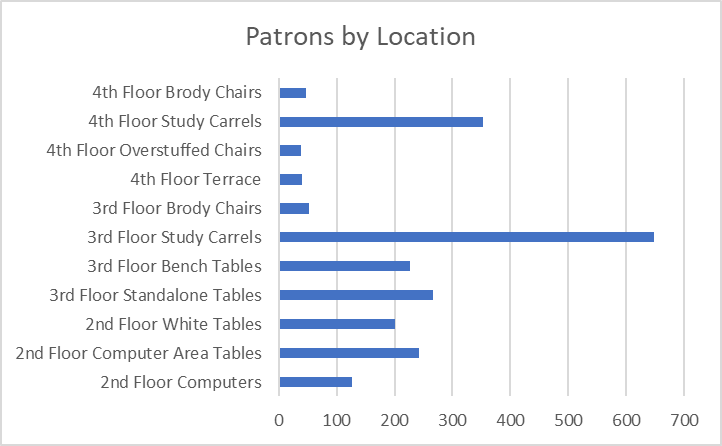 Patrons by Location
4th Floor Brody Chairs
4th Floor Study Carrels
4th Floor Overstuffed Chairs
4th Floor Terrace
3rd Floor Brody Chairs
3rd Floor Study Carrels
3rd Floor Bench Tables
3rd Floor Standalone Tables
2nd Floor White Tables
2nd Floor Computer Area Tables
2nd Floor Computers
0 100 200 300 400 500 600 700